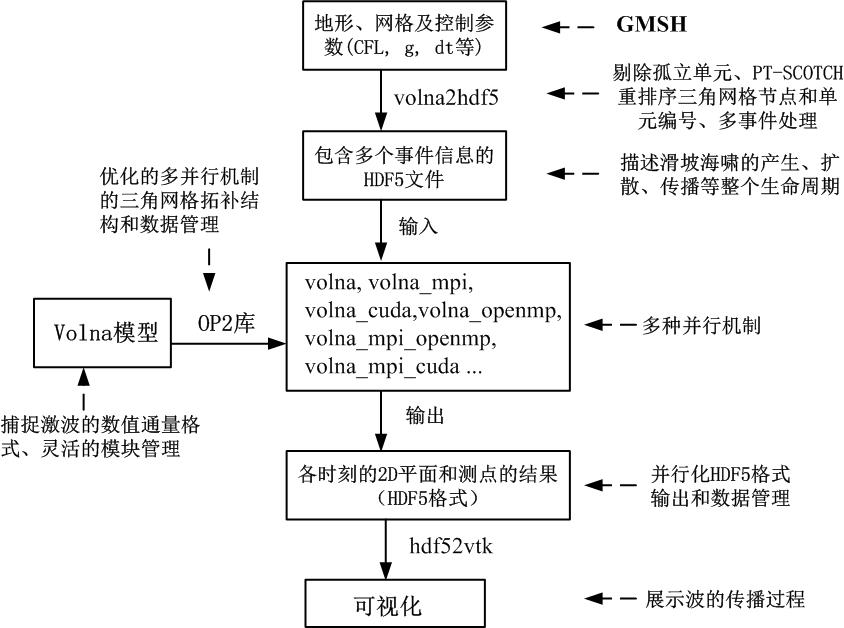 地形、网格及控制参
数(CFL, g, dt等)
GMSH
volna2hdf5
剔除孤立单元、PT-SCOTCH
重排序三角网格节点和单
元编号、多事件处理
包含多个事件信息的
HDF5文件
描述滑坡海啸的产生、扩
散、传播等整个生命周期
优化的多并行机制
的三角网格拓补结
构和数据管理
输入
Volna模型
OP2库
volna, volna_mpi,
volna_cuda,volna_openmp,
volna_mpi_openmp,
volna_mpi_cuda ...
多种并行机制
捕捉激波的数值通量格
式、灵活的模块管理
输出
各时刻的2D平面和测点的结果
（HDF5格式）
并行化HDF5格式
输出和数据管理
hdf52vtk
可视化
展示波的传播过程